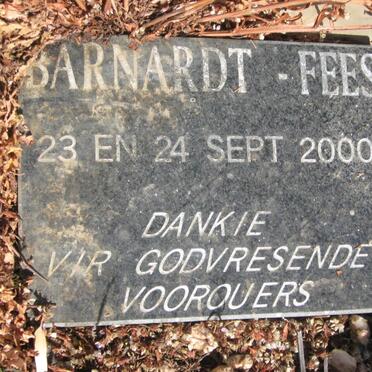 BARNARDT - FEES
23 EN 24 SEPT 2000
DANKIE
VIR GODVRESENDE
VOOROUERS